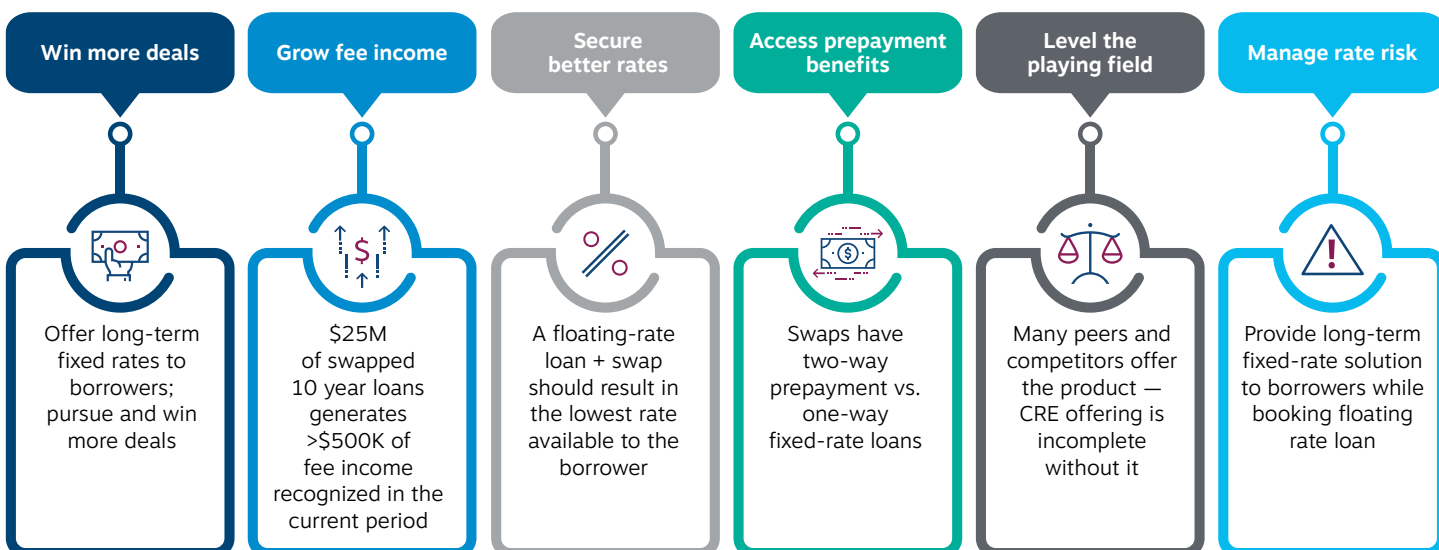 Win more deals
Offer long-term
fixed rates to
borrowers;
pursue and win
more deals
Grow fee income
$
$25M
of swapped
10 year loans
generates
>$500K of
fee income
recognized in the
current period
Secure
better rates
A floating-rate
loan + swap
should result in
the lowest rate
available to the
borrower
Access prepayment
benefits
$
Swaps have
two-way
prepayment vs.
one-way
fixed-rate loans
Level the
playing field
Many peers and
competitors offer
the product —
CRE offering is
incomplete
without it
Manage rate risk
!
Provide long-term
fixed-rate solution
to borrowers while
booking floating
rate loan